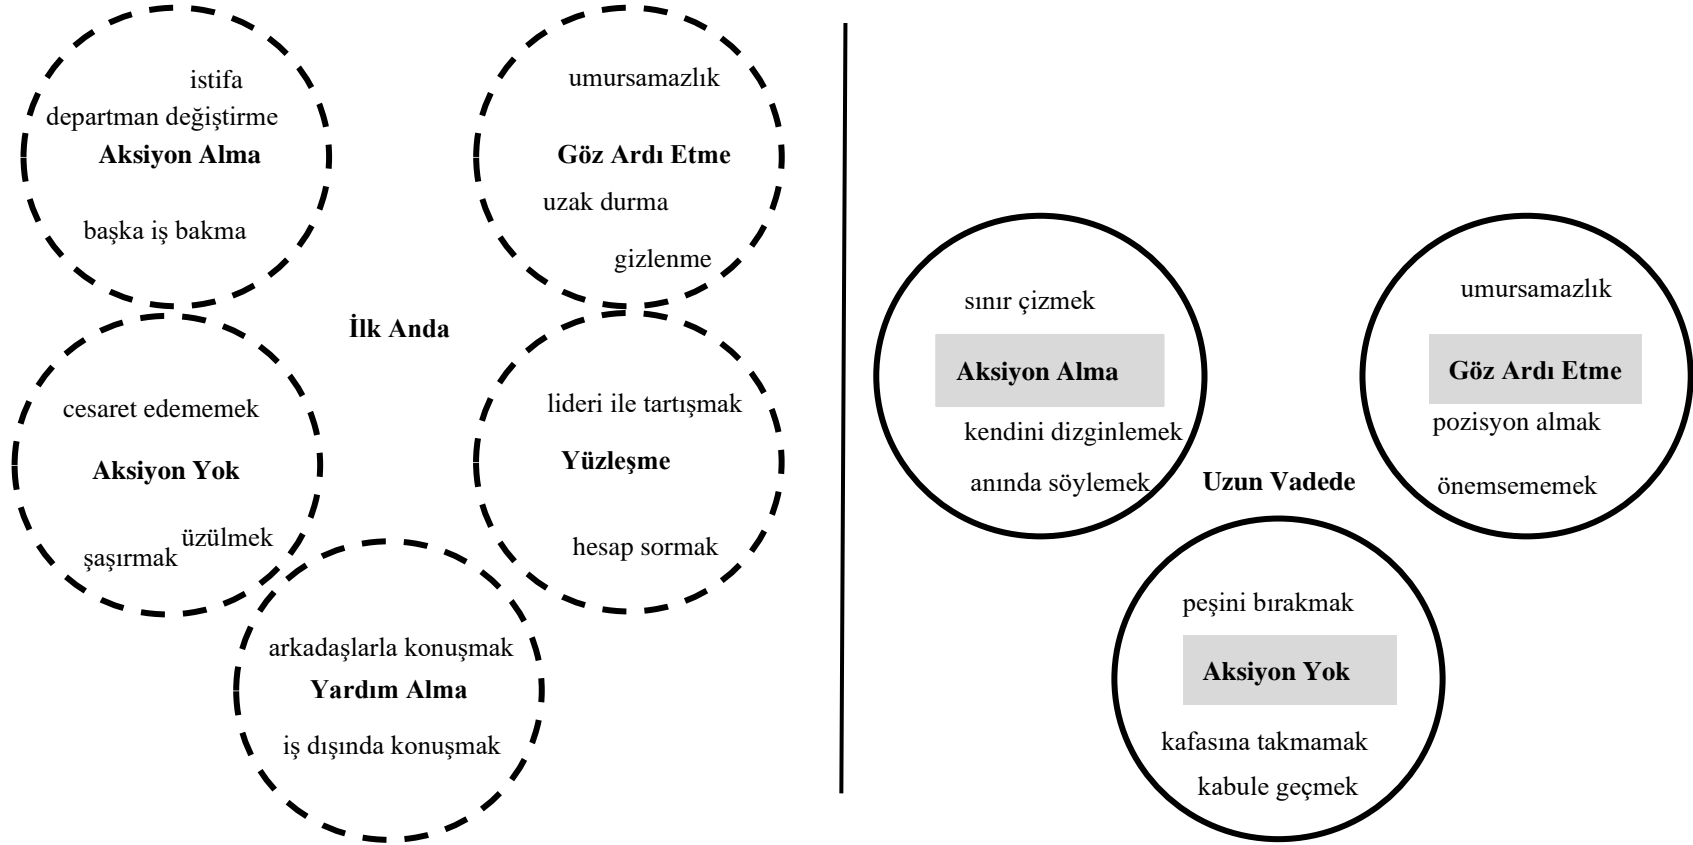 istifa
departman değiştirme
Aksiyon Alma
başka iş bakma
umursamazlık
Göz Ardı Etme
uzak durma
gizlenme
İlk Anda
cesaret edememek
Aksiyon Yok
üzülmek
şaşırmak
lideri ile tartışmak
Yüzleşme
hesap sormak
arkadaşlarla konuşmak
Yardım Alma
iş dışında konuşmak
sınır çizmek
Aksiyon Alma
kendini dizginlemek
anında söylemek
Uzun Vadede
umursamazlık
Göz Ardı Etme
pozisyon almak
önemsememek
peşini bırakmak
Aksiyon Yok
kafasına takmamak
kabule geçmek